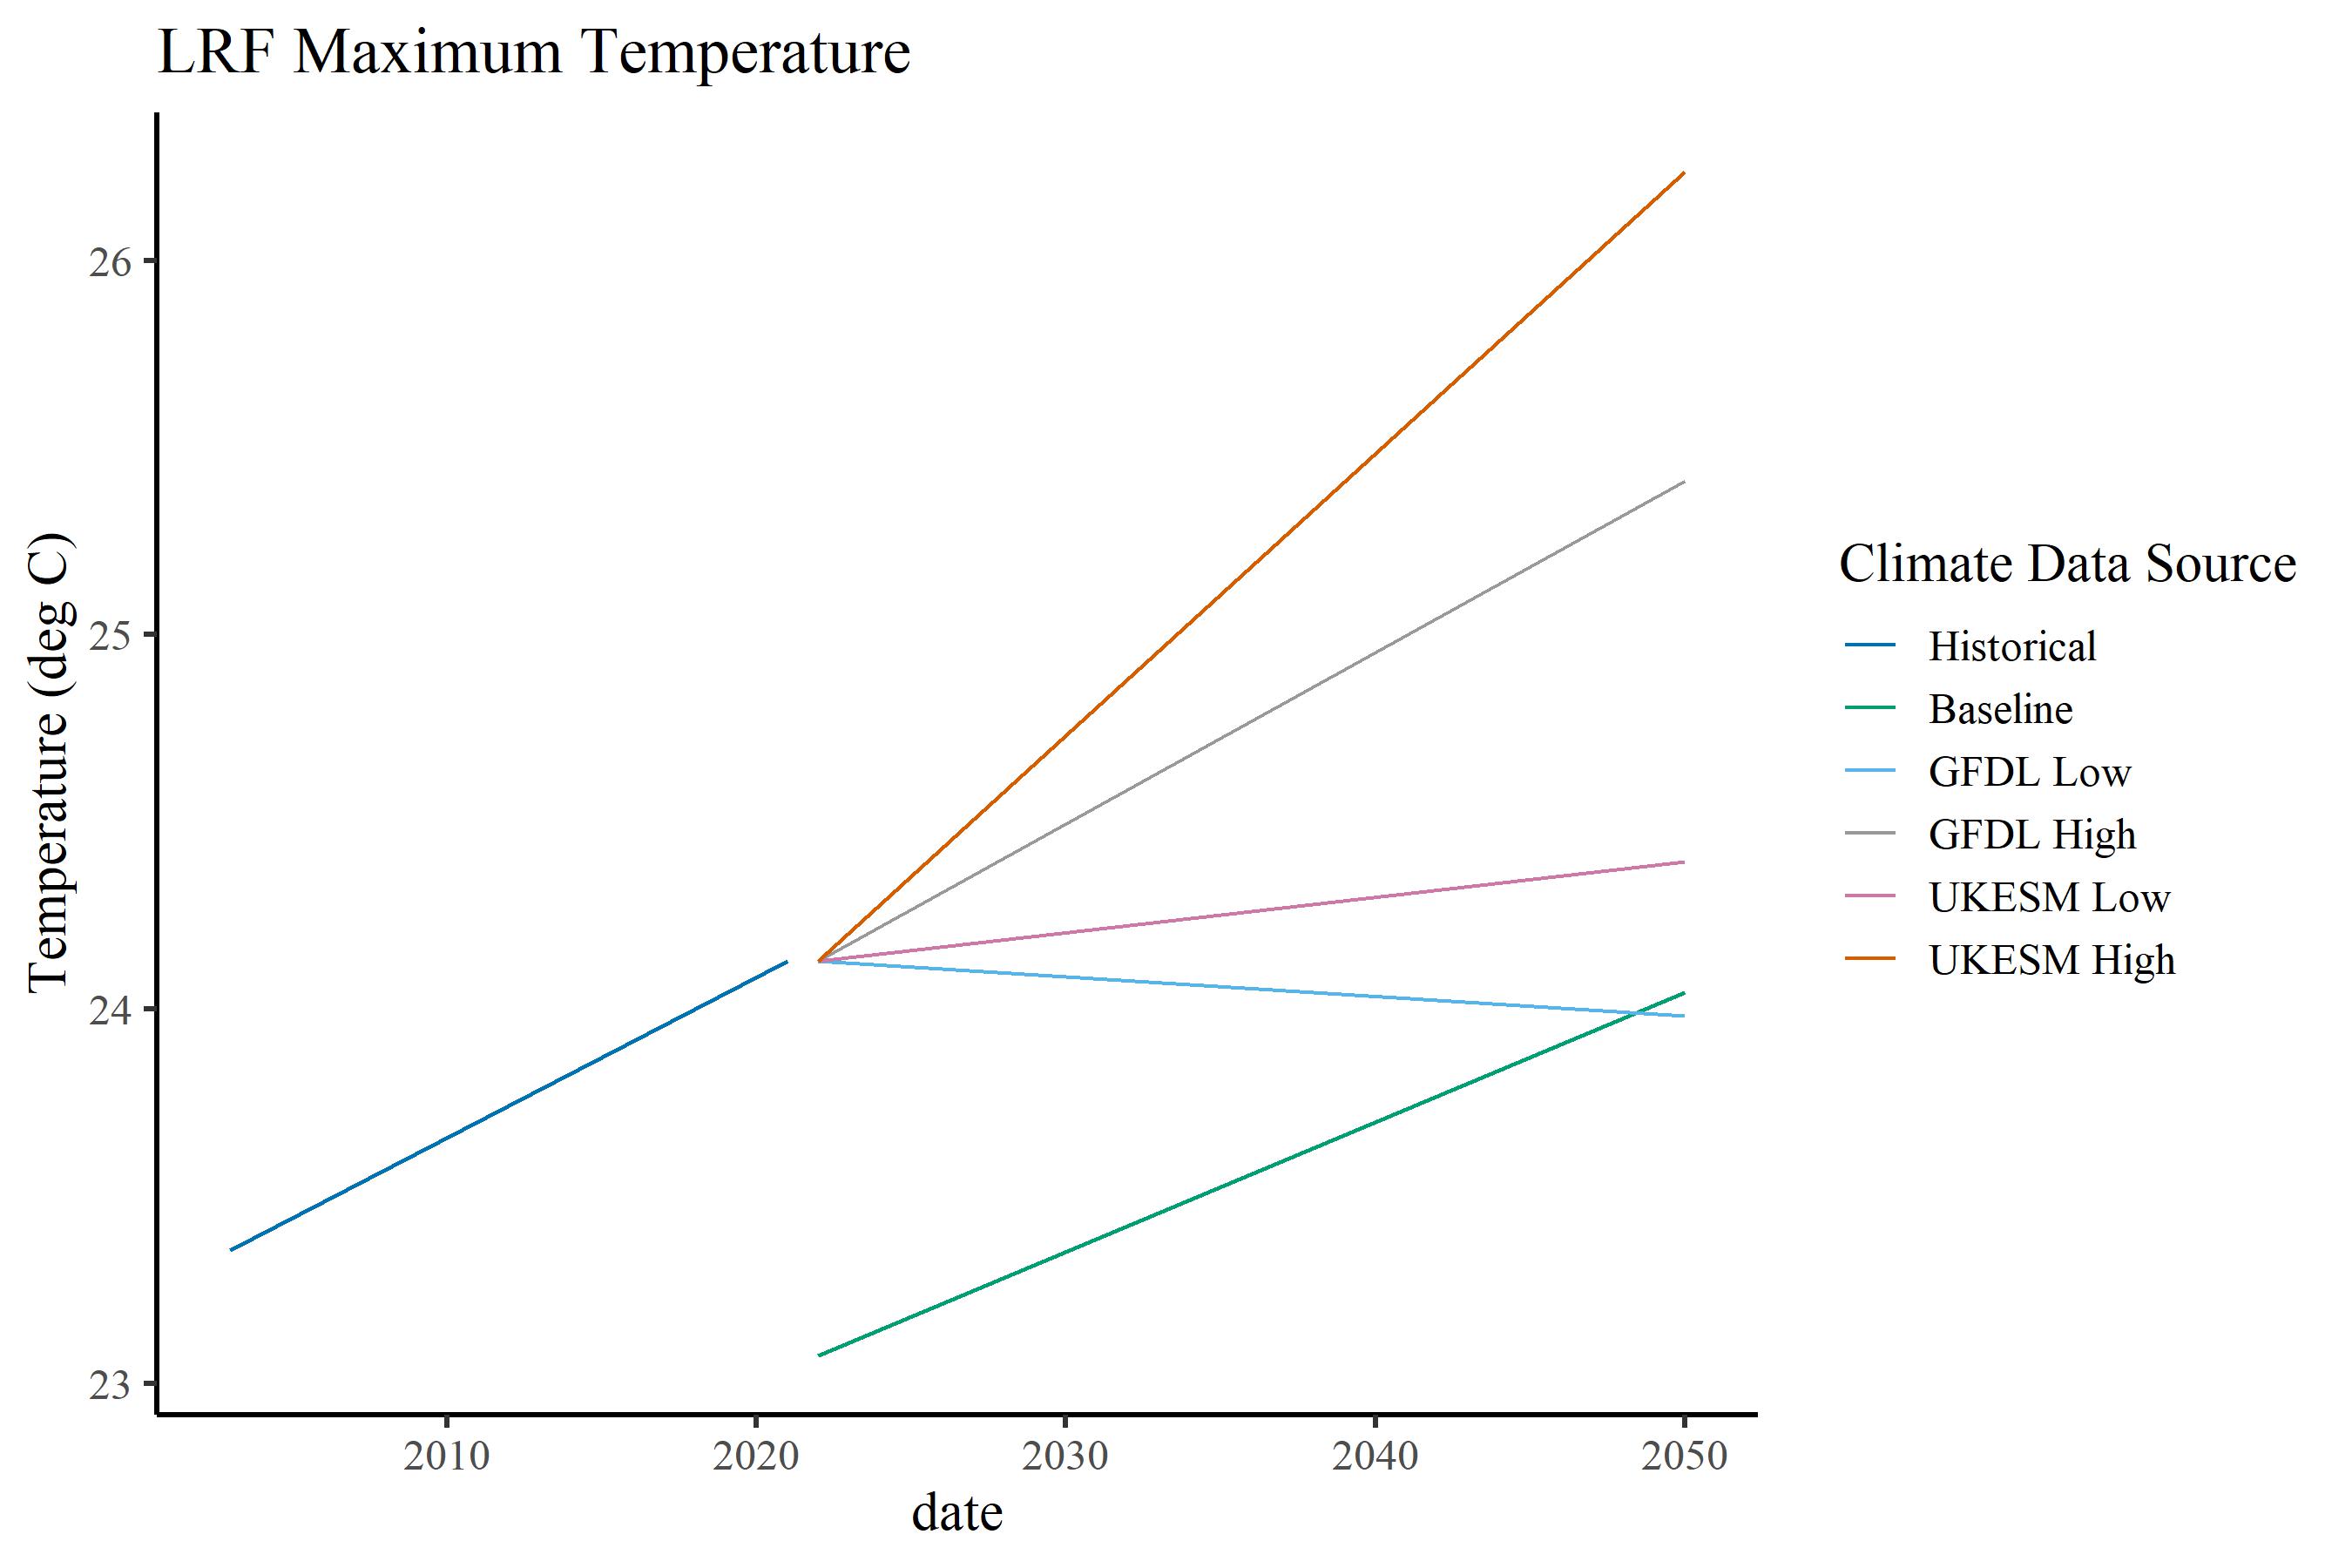 LRF Maximum Temperature
Temperature (deg C)
26
25
24
23
2010
2020
2030
2040
2050
date
Climate Data Source
Historical
Baseline
GFDL Low
GFDL High
UKESM Low
UKESM High